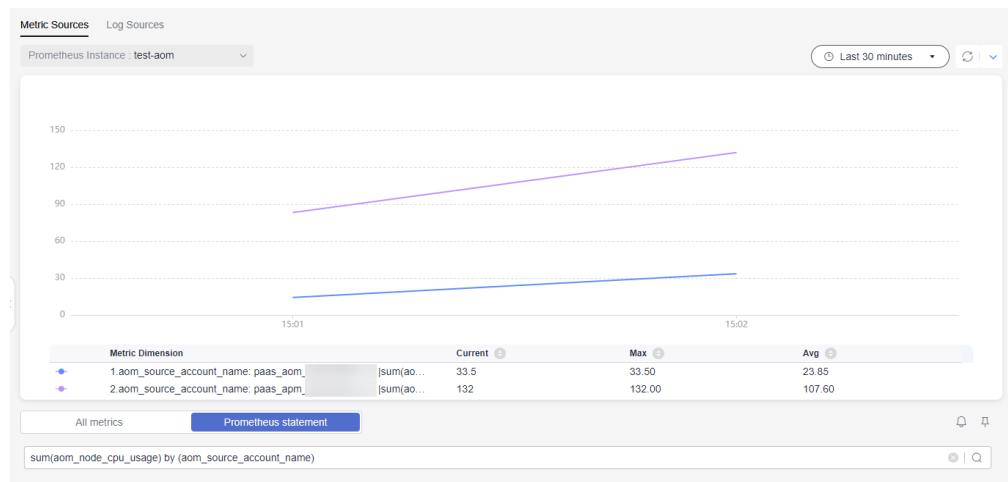 Metric Sources Log Sources
Prometheus Instance : test-aom Last 30 minutes
150
120
90
60
30
0
15:01 15:02
Metric Dimension Current Max Avg
1.aom_source_account_name: paas_aom_ |sum(ao... 33.5 33.50 23.85
2.aom_source_account_name: paas_apm_ |sum(ao... 132 132.00 107.60
All metrics Prometheus statement
sum(aom_node_cpu_usage) by (aom_source_account_name)